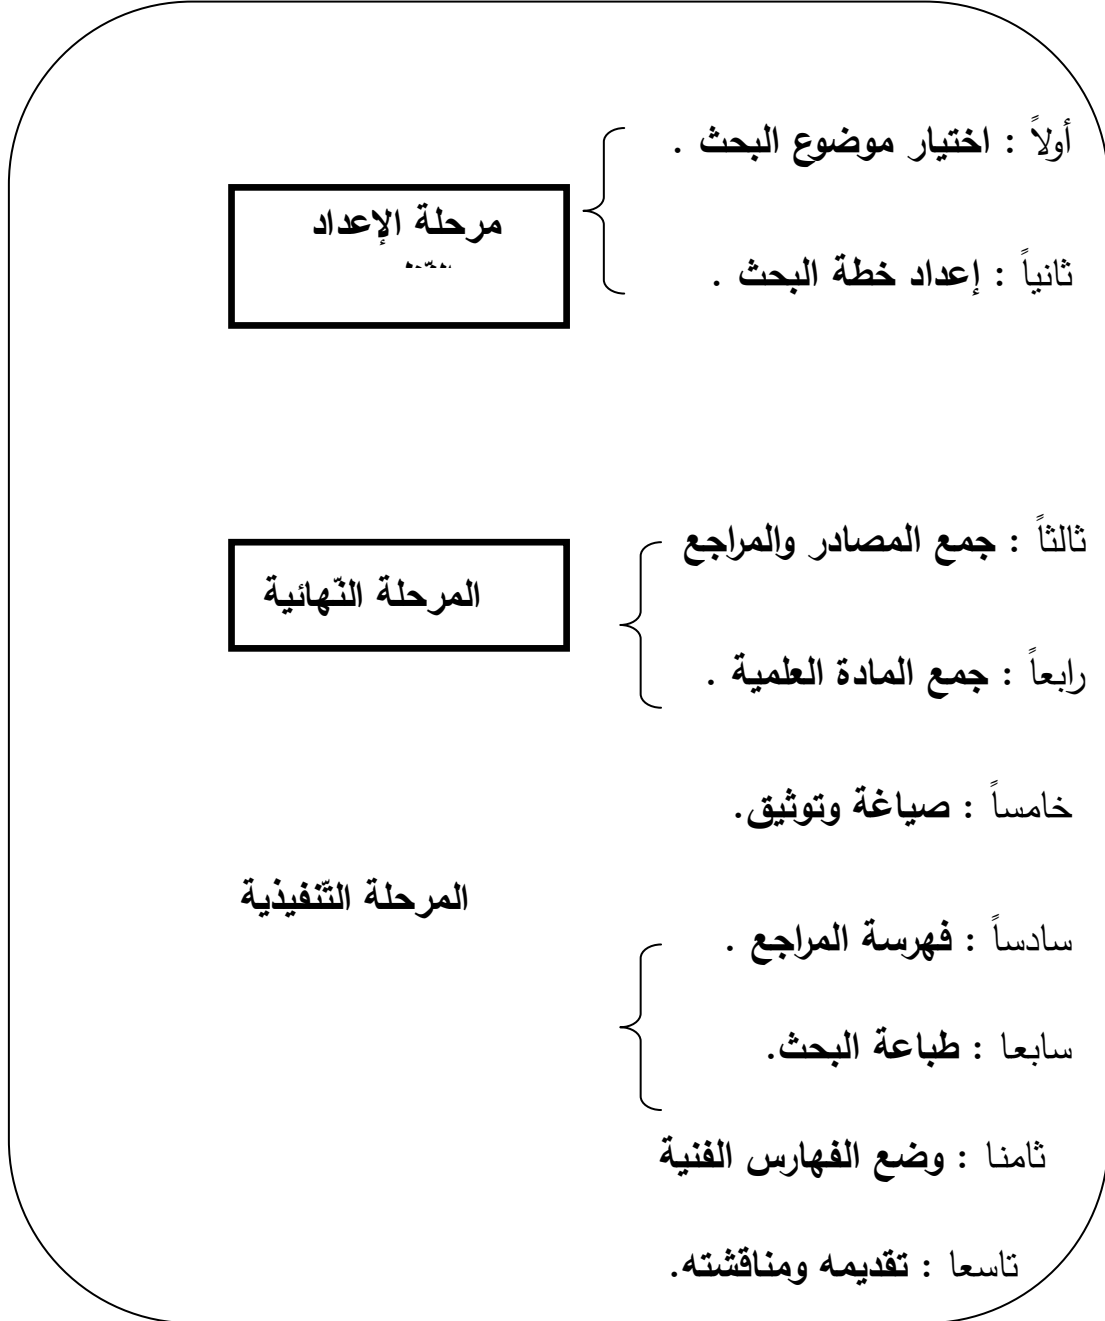 أولاً : اختيار موضوع البحث .
مرحلة الإعداد
ثانياً : إعداد خطة البحث .
ثالثاً : جمع المصادر والمراجع
المرحلة النّهائية
رابعاً : جمع المادة العلمية .
خامساً : صياغة وتوثيق.
المرحلة التّنفيذية
سادساً : فهرسة المراجع .
سابعا : طباعة البحث.
ثامنا : وضع الفهارس الفنية
تاسعا : تقديمه ومناقشته.